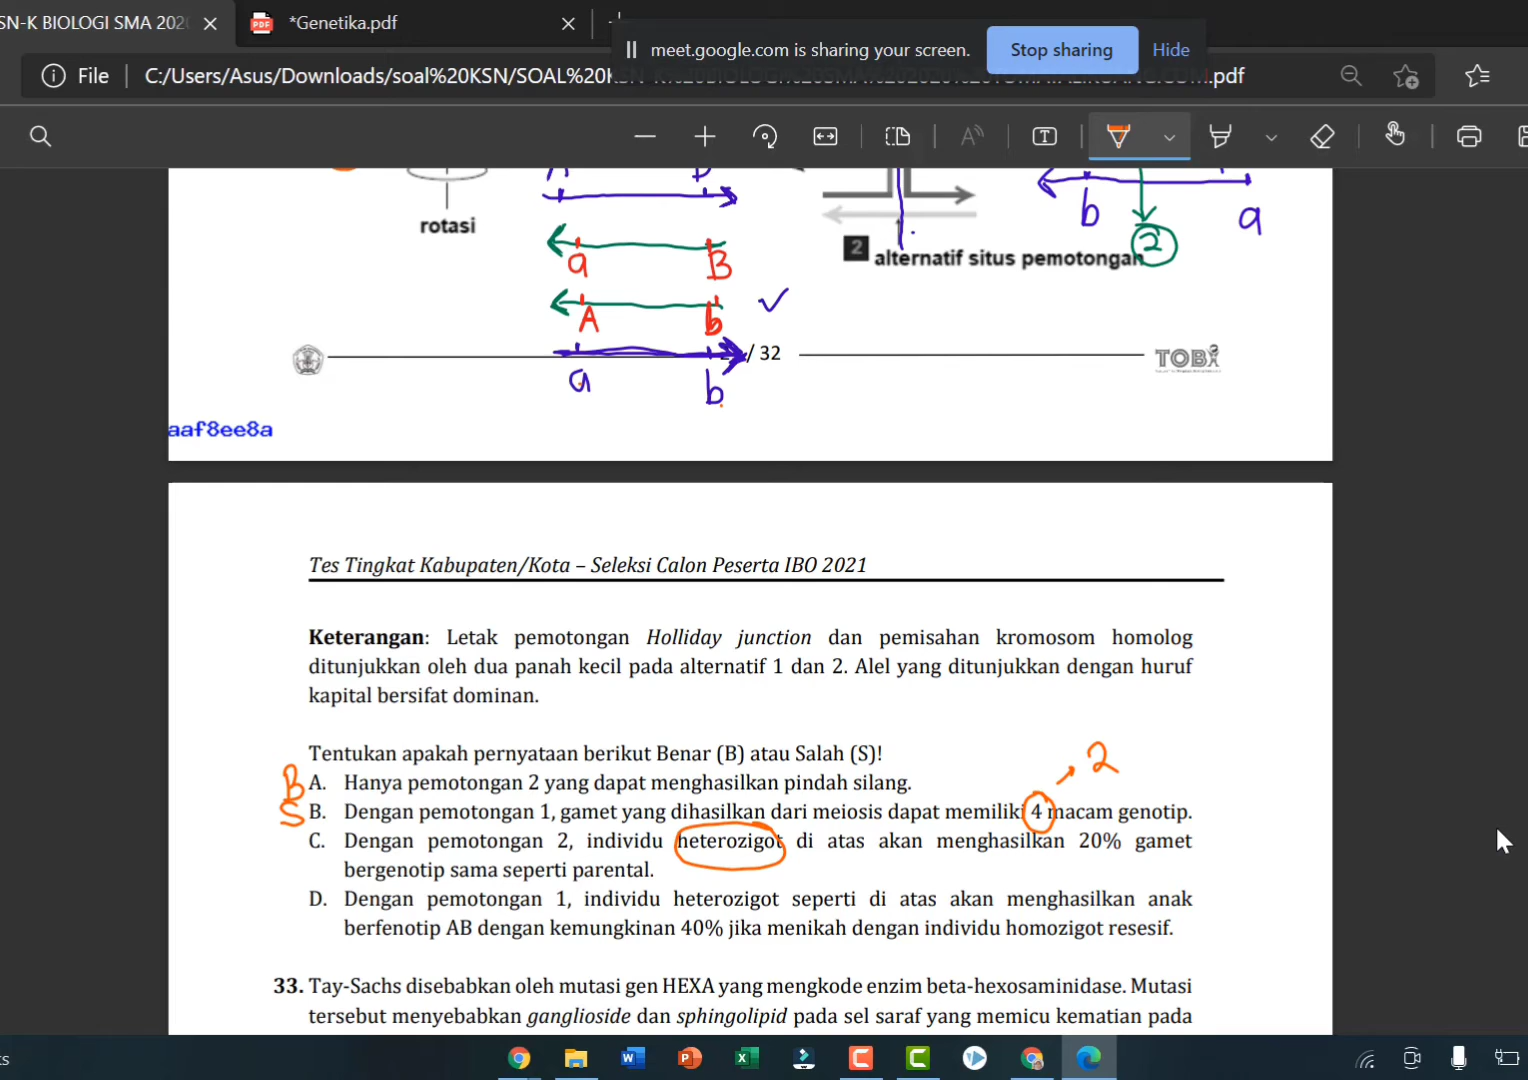 SN-K BIOLOGI SMA 202
*Genetika.pdf
meet.google.com is sharing your screen.
Stop sharing
Hide
File
C:/Users/Asus/Downloads/soal%20KSN/SOAL%20K
.pdf
rotasi
a B
A b
a b
/ 32
2 alternatif situs pemotongan
b a
2
TOBI
aaf8ee8a
Tes Tingkat Kabupaten/Kota – Seleksi Calon Peserta IBO 2021
Keterangan: Letak pemotongan Holliday junction dan pemisahan kromosom homolog
ditunjukkan oleh dua panah kecil pada alternatif 1 dan 2. Alel yang ditunjukkan dengan huruf
kapital bersifat dominan.
Tentukan apakah pernyataan berikut Benar (B) atau Salah (S)!
2
B A. Hanya pemotongan 2 yang dapat menghasilkan pindah silang.
S B. Dengan pemotongan 1, gamet yang dihasilkan dari meiosis dapat memiliki 4 macam genotip.
C. Dengan pemotongan 2, individu heterozigot di atas akan menghasilkan 20% gamet
bergenotip sama seperti parental.
D. Dengan pemotongan 1, individu heterozigot seperti di atas akan menghasilkan anak
berfenotip AB dengan kemungkinan 40% jika menikah dengan individu homozigot resesif.
33. Tay-Sachs disebabkan oleh mutasi gen HEXA yang mengkode enzim beta-hexosaminidase. Mutasi
tersebut menyebabkan ganglioside dan sphingolipid pada sel saraf yang memicu kematian pada